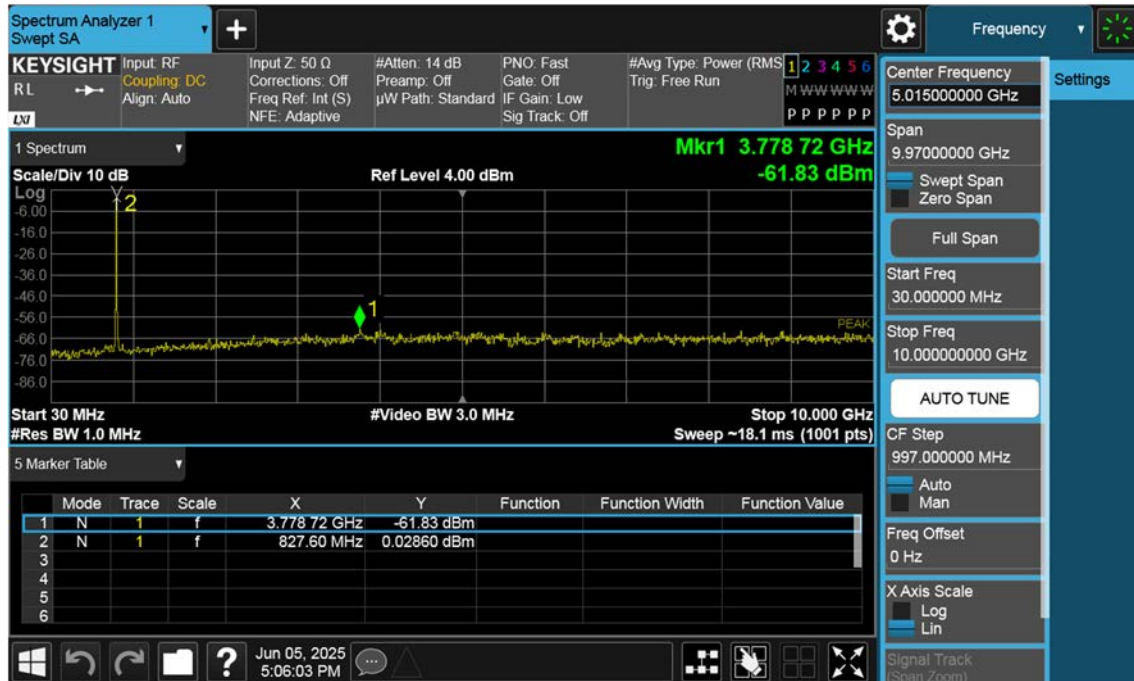 Spectrum Analyzer 1
Swept SA
Frequency
KEYSIGHT
RL
LXI
Input: RF
Coupling: DC
Align: Auto
Input Z: 50 Ω
Corrections: Off
Freq Ref: Int (S)
NFE: Adaptive
#Atten: 14 dB
Preamp: Off
µW Path: Standard
PNO: Fast
Gate: Off
IF Gain: Low
Sig Track: Off
#Avg Type: Power (RMS
Trig: Free Run
1 2 3 4 5 6
M W W W W W
P P P P P P
1 Spectrum
Scale/Div 10 dB
Ref Level 4.00 dBm
Mkr1 3.778 72 GHz
-61.83 dBm
Log
-6.00
-16.0
-26.0
-36.0
-46.0
-56.0
-66.0
-76.0
-86.0
2
1
PEAK
Start 30 MHz
#Video BW 3.0 MHz
Stop 10.000 GHz
#Res BW 1.0 MHz
Sweep ~18.1 ms (1001 pts)
5 Marker Table
Mode Trace Scale X Y Function Function Width Function Value
1 N 1 f 3.778 72 GHz -61.83 dBm
2 N 1 f 827.60 MHz 0.02860 dBm
3
4
5
6
?
Jun 05, 2025
5:06:03 PM
Center Frequency
5.015000000 GHz
Settings
Span
9.97000000 GHz
Swept Span
Zero Span
Full Span
Start Freq
30.000000 MHz
Stop Freq
10.000000000 GHz
AUTO TUNE
CF Step
997.000000 MHz
Auto
Man
Freq Offset
0 Hz
X Axis Scale
Log
Lin
Signal Track
(Span Zoom)